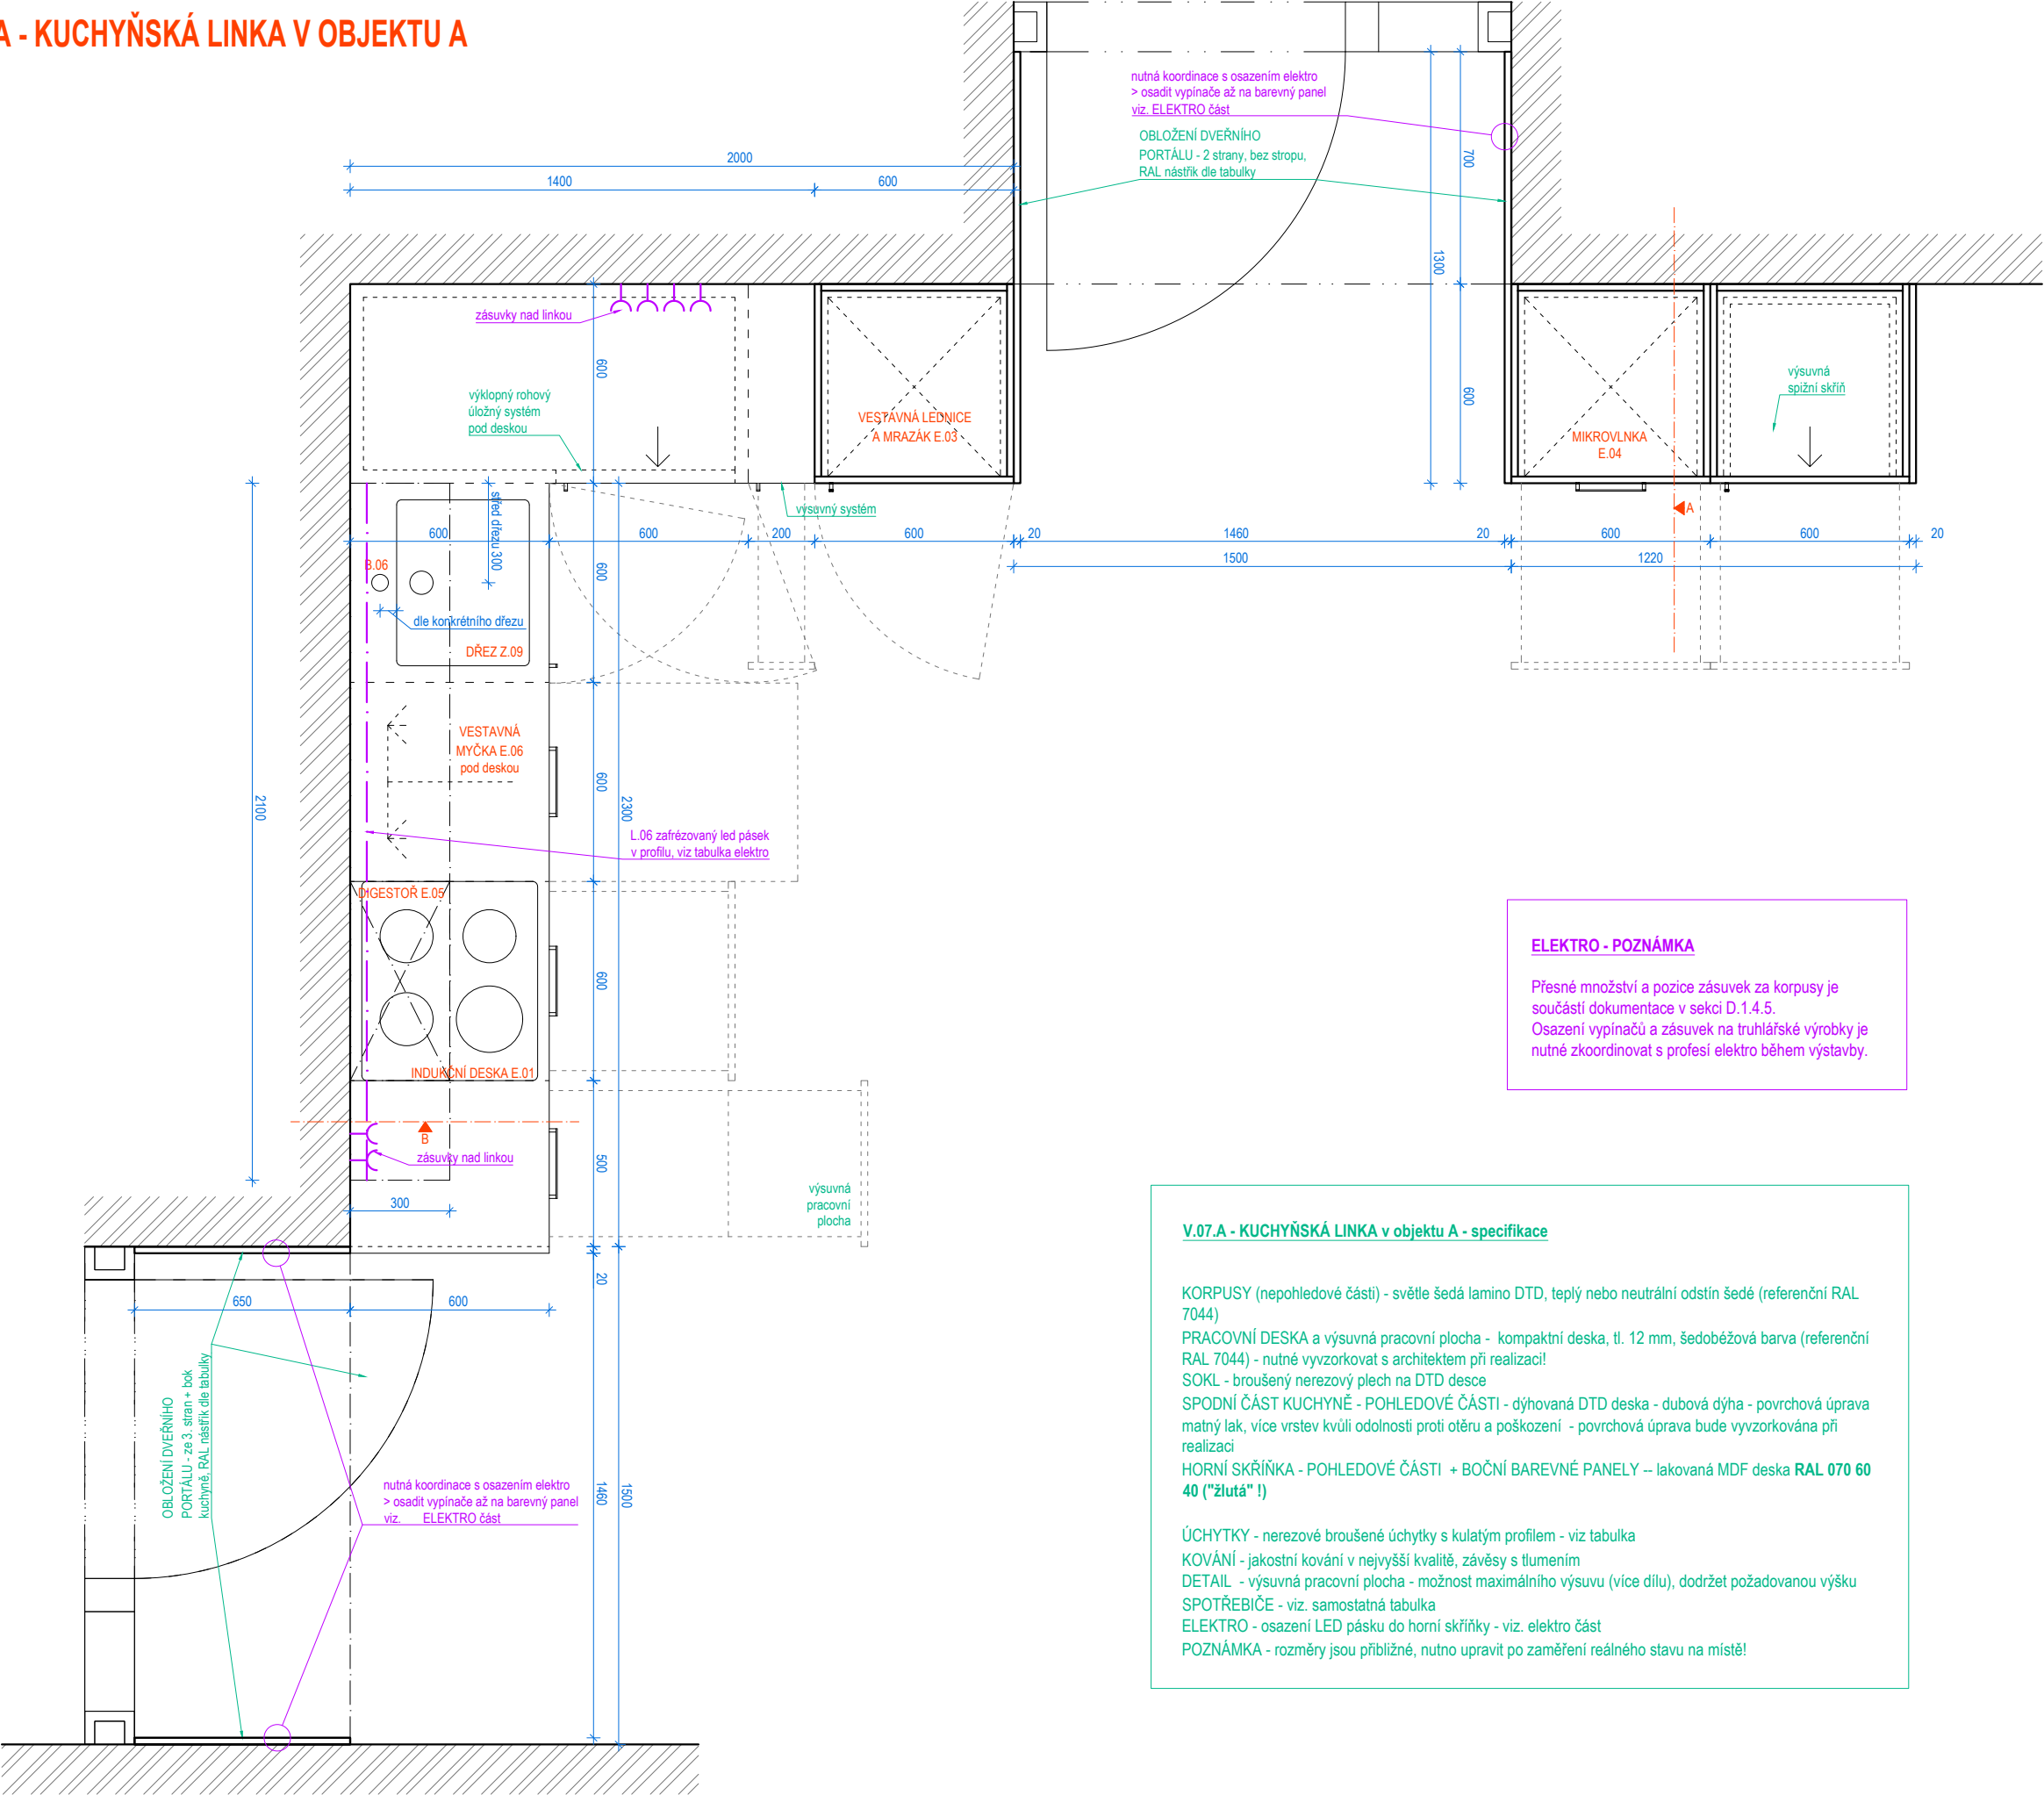 A - KUCHYŇSKÁ LINKA V OBJEKTU A
nutná koordinace s osazením elektro
> osadit vypínače až na barevný panel
viz. ELEKTRO část
OBLOŽENÍ DVEŘNÍHO
PORTÁLU - 2 strany, bez stropu,
RAL nástřik dle tabulky
2000
1400
600
700
1300
600
zásuvky nad linkou
600
výklopný rohový
úložný systém
pod deskou
VESTAVNÁ LEDNICE
A MRAZÁK E.03
MIKROVLNKA
E.04
výsuvná
spižní skříň
A
výsuvný systém
střed dřezu 300
600
600
200
600
20
1460
20
600
600
20
1500
1220
600
B.06
dle konkrétního dřezu
DŘEZ Z.09
VESTAVNÁ
MYČKA E.06
pod deskou
600
2300
2100
L.06 zafrézovaný led pásek
v profilu, viz tabulka elektro
DIGESTOŘ E.05
600
INDUKČNÍ DESKA E.01
B
zásuvky nad linkou
500
300
výsuvná
pracovní
plocha
20
650
600
OBLOŽENÍ DVEŘNÍHO
PORTÁLU - ze 3. stran + bok
kuchyně, RAL nástřik dle tabulky
nutná koordinace s osazením elektro
> osadit vypínače až na barevný panel
viz. ELEKTRO část
1460
1500
ELEKTRO - POZNÁMKA
Přesné množství a pozice zásuvek za korpusy je
součástí dokumentace v sekci D.1.4.5.
Osazení vypínačů a zásuvek na truhlářské výrobky je
nutné zkoordinovat s profesí elektro během výstavby.
V.07.A - KUCHYŇSKÁ LINKA v objektu A - specifikace
KORPUSY (nepohledové části) - světle šedá lamino DTD, teplý nebo neutrální odstín šedé (referenční RAL
7044)
PRACOVNÍ DESKA a výsuvná pracovní plocha - kompaktní deska, tl. 12 mm, šedobéžová barva (referenční
RAL 7044) - nutné vyvzorkovat s architektem při realizaci!
SOKL - broušený nerezový plech na DTD desce
SPODNÍ ČÁST KUCHYNĚ - POHLEDOVÉ ČÁSTI - dýhovaná DTD deska - dubová dýha - povrchová úprava
matný lak, více vrstev kvůli odolnosti proti otěru a poškození - povrchová úprava bude vyvzorkována při
realizaci
HORNÍ SKŘÍŇKA - POHLEDOVÉ ČÁSTI + BOČNÍ BAREVNÉ PANELY -- lakovaná MDF deska RAL 070 60
40 ("žlutá" !)
ÚCHYTKY - nerezové broušené úchytky s kulatým profilem - viz tabulka
KOVÁNÍ - jakostní kování v nejvyšší kvalitě, závěsy s tlumením
DETAIL - výsuvná pracovní plocha - možnost maximálního výsuvu (více dílu), dodržet požadovanou výšku
SPOTŘEBIČE - viz. samostatná tabulka
ELEKTRO - osazení LED pásku do horní skříňky - viz. elektro část
POZNÁMKA - rozměry jsou přibližné, nutno upravit po zaměření reálného stavu na místě!